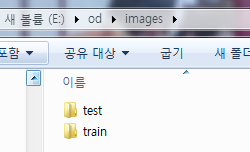 새 볼륨 (E:) ▸ od ▸ images ▸
포함 ▾ 공유 대상 ▾ 굽기 새 폴더
이름
test
train